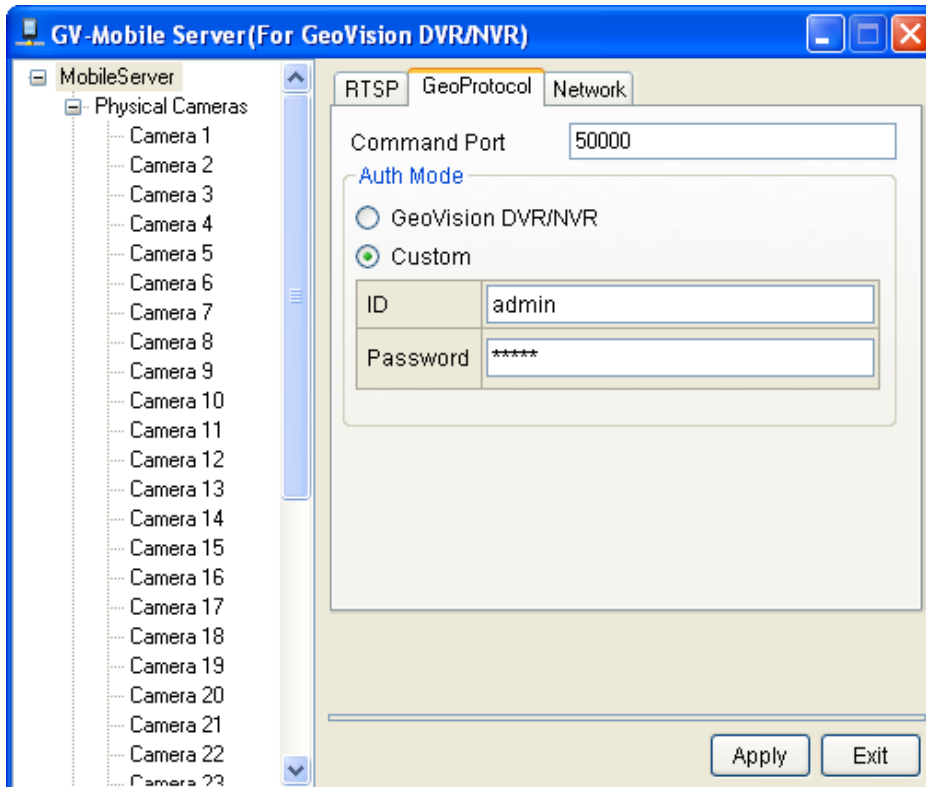 GV-Mobile Server(For GeoVision DVR/NVR)
MobileServer
Physical Cameras
Camera 1
Camera 2
Camera 3
Camera 4
Camera 5
Camera 6
Camera 7
Camera 8
Camera 9
Camera 10
Camera 11
Camera 12
Camera 13
Camera 14
Camera 15
Camera 16
Camera 17
Camera 18
Camera 19
Camera 20
Camera 21
Camera 22
Camera 23
RTSP GeoProtocol Network
Command Port 50000
Auth Mode
GeoVision DVR/NVR
Custom
ID admin
Password *****
Apply Exit